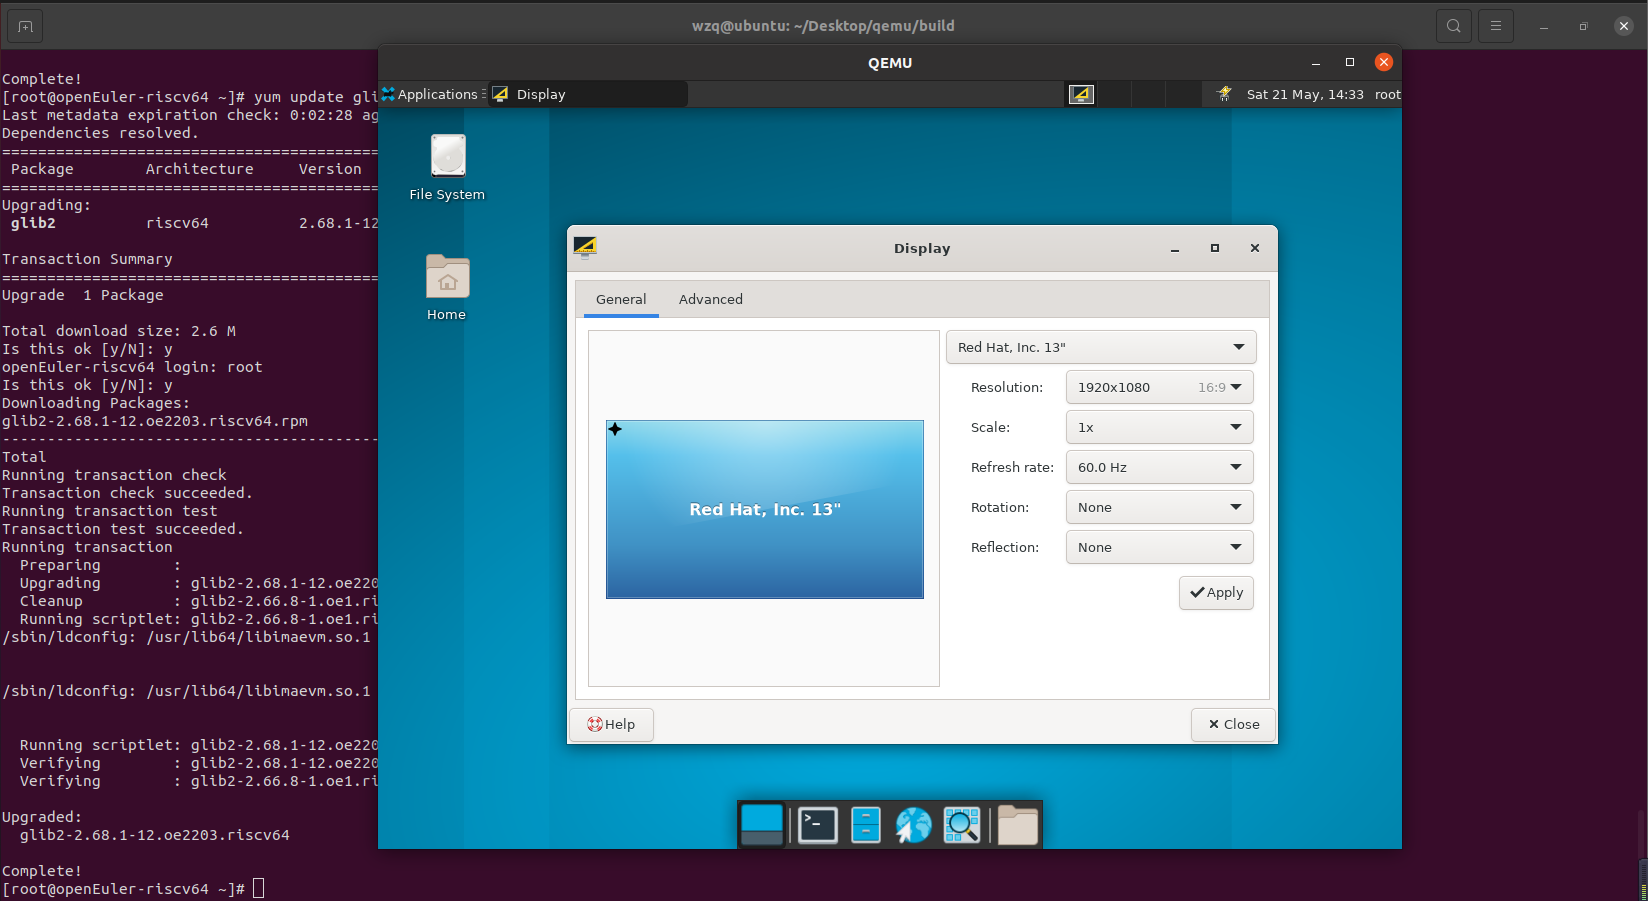 wzq@ubuntu: ~/Desktop/qemu/build
Complete!
[root@openEuler-riscv64 ~]# yum update gli
Last metadata expiration check: 0:02:28 ag
Dependencies resolved.
================================================
Package Architecture Version
================================================
Upgrading:
glib2 riscv64 2.68.1-12
Transaction Summary
================================================
Upgrade 1 Package
Total download size: 2.6 M
Is this ok [y/N]: y
openEuler-riscv64 login: root
Is this ok [y/N]: y
Downloading Packages:
glib2-2.68.1-12.oe2203.riscv64.rpm
------------------------------------------------
Total
Running transaction check
Transaction check succeeded.
Running transaction test
Transaction test succeeded.
Running transaction
Preparing :
Upgrading : glib2-2.68.1-12.oe220
Cleanup : glib2-2.66.8-1.oe1.ri
Running scriptlet: glib2-2.66.8-1.oe1.ri
/sbin/ldconfig: /usr/lib64/libimaevm.so.1
/sbin/ldconfig: /usr/lib64/libimaevm.so.1
Running scriptlet: glib2-2.68.1-12.oe220
Verifying : glib2-2.68.1-12.oe220
Verifying : glib2-2.66.8-1.oe1.ri
Upgraded:
glib2-2.68.1-12.oe2203.riscv64
Complete!
[root@openEuler-riscv64 ~]#
QEMU
Applications Display Sat 21 May, 14:33 root
File System
Home
Display
General Advanced
Red Hat, Inc. 13"
Red Hat, Inc. 13"
Resolution: 1920x1080 16:9
Scale: 1x
Refresh rate: 60.0 Hz
Rotation: None
Reflection: None
Apply
Help Close